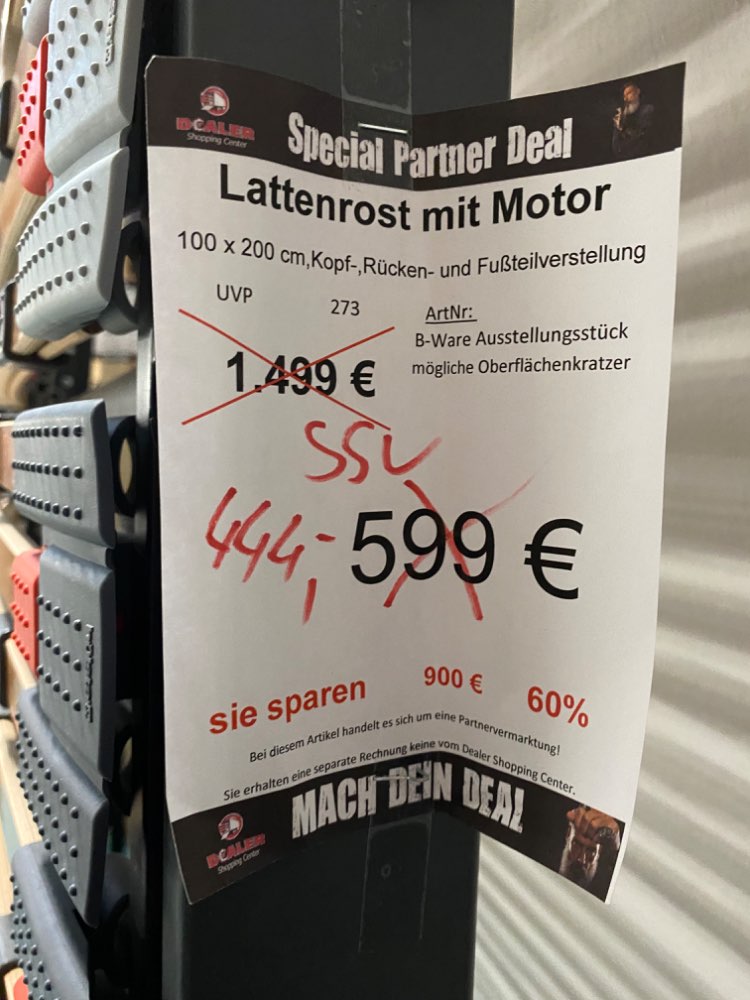 DEALER
Shopping Center
Special Partner Deal
Lattenrost mit Motor
100 x 200 cm,Kopf-,Rücken- und Fußteilverstellung
UVP 273
ArtNr:
B-Ware Ausstellungsstück
mögliche Oberflächenkratzer
1.499 €
SSV
444,- 599 €
sie sparen 900 € 60%
Bei diesem Artikel handelt es sich um eine Partnervermarktung!
Sie erhalten eine separate Rechnung keine vom Dealer Shopping Center.
MACH DEIN DEAL
DEALER
Shopping Center